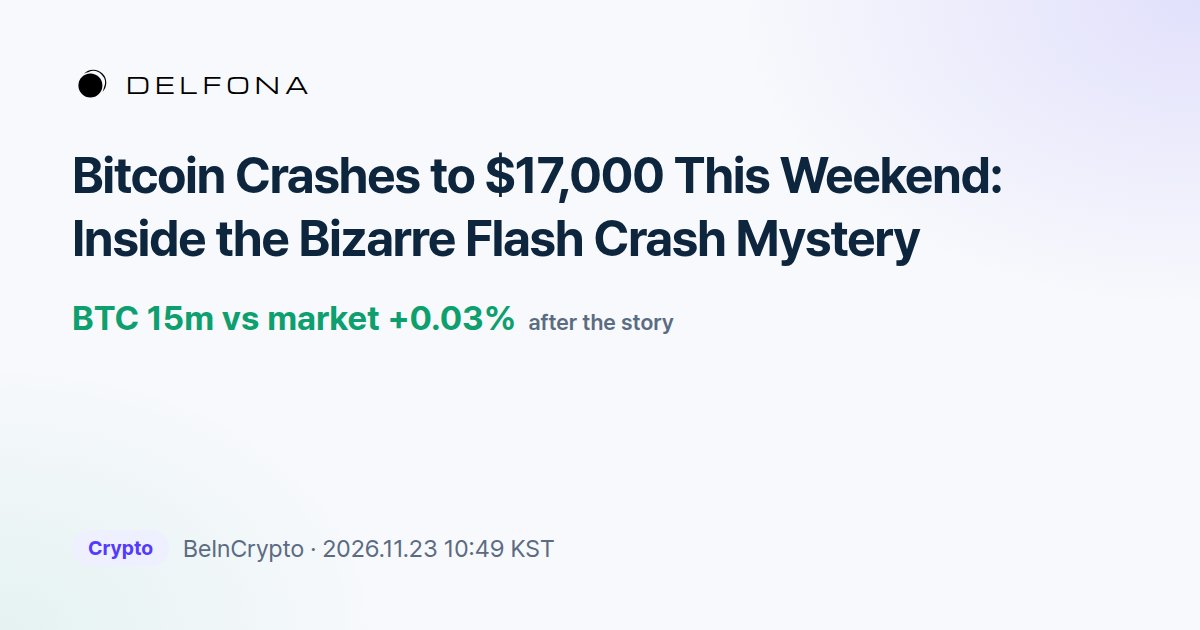 DELFONA
Bitcoin Crashes to $17,000 This Weekend:
Inside the Bizarre Flash Crash Mystery
BTC 15m vs market +0.03% after the story
Crypto BeInCrypto · 2026.11.23 10:49 KST